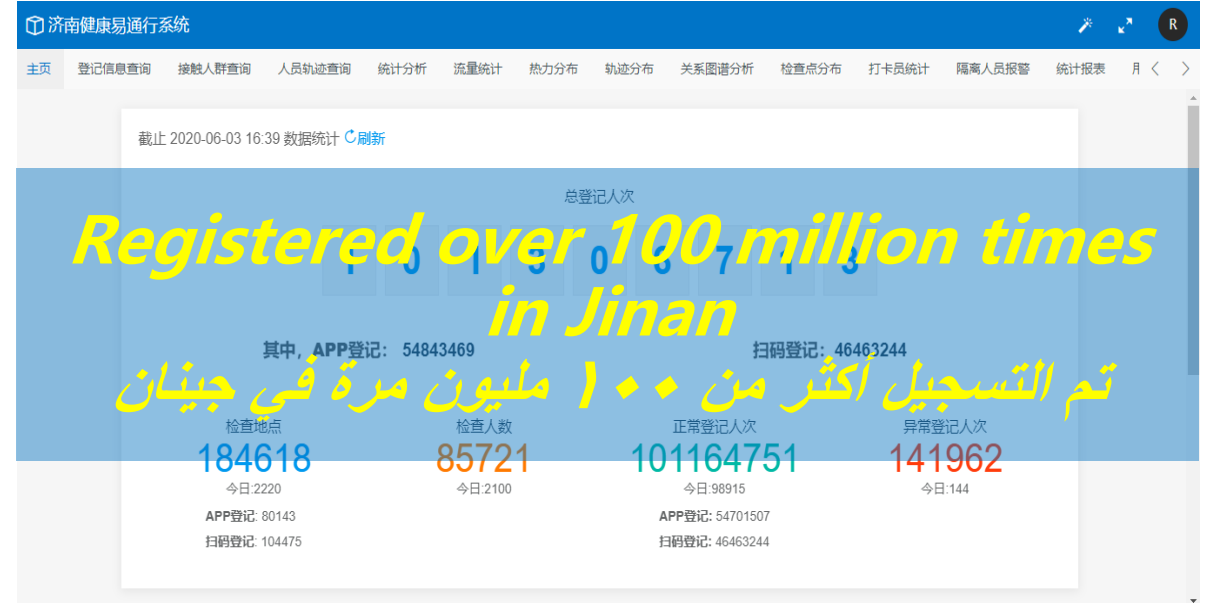 济南健康易通行系统
R
主页 登记信息查询 接触人群查询 人员轨迹查询 统计分析 流量统计 热力分布 轨迹分布 关系图谱分析 检查点分布 打卡员统计 隔离人员报警 统计报表
截止 2020-06-03 16:39 数据统计 刷新
总登记人次
Registered over 100 million times
1 0 1 3 0 6 7 1 3
in Jinan
其中，APP登记： 54843469 扫码登记：46463244
تم التسجيل أكثر من ١٠٠ مليون مرة في جينان
检查地点 检查人数 正常登记人次 异常登记人次
184618 85721 101164751 141962
今日:2220 今日:2100 今日:98915 今日:144
APP登记: 80143 APP登记: 54701507
扫码登记: 104475 扫码登记: 46463244